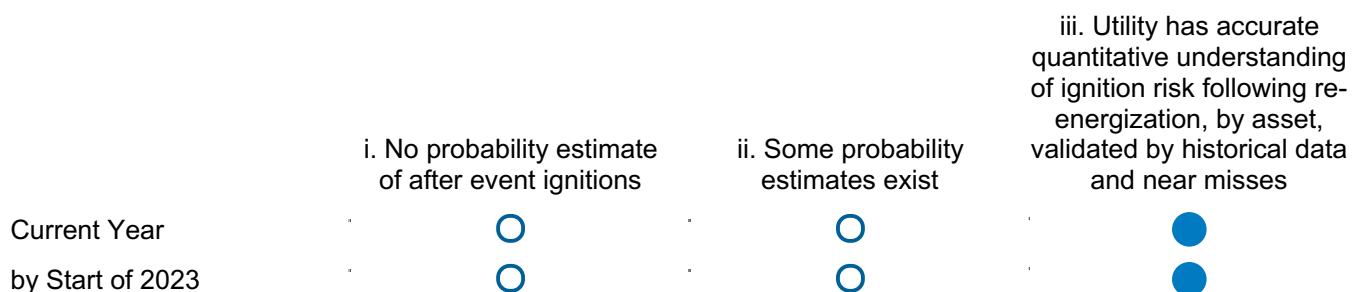 i. No probability estimate
of after event ignitions
ii. Some probability
estimates exist
iii. Utility has accurate
quantitative understanding
of ignition risk following re-
energization, by asset,
validated by historical data
and near misses
Current Year
by Start of 2023